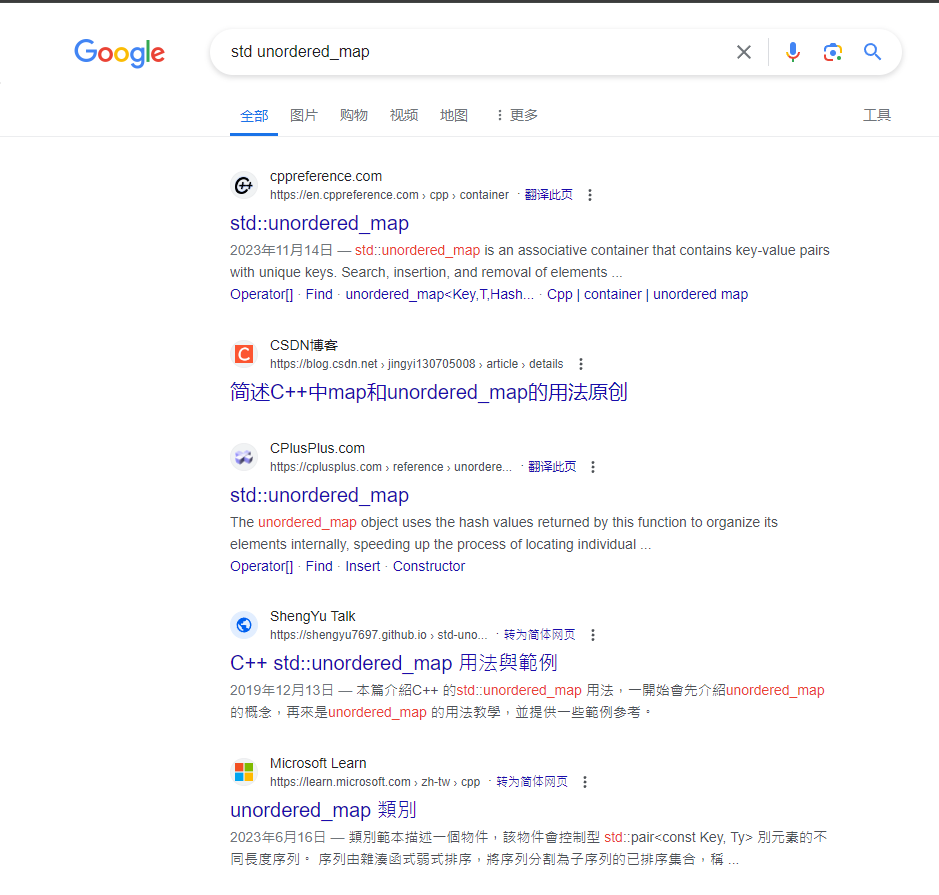 Google
std unordered_map
全部 图片 购物 视频 地图 更多 工具
cppreference.com
https://en.cppreference.com › cpp › container · 翻译此页
std::unordered_map
2023年11月14日 — std::unordered_map is an associative container that contains key-value pairs
with unique keys. Search, insertion, and removal of elements ...
Operator[] · Find · unordered_map<Key,T,Hash... · Cpp | container | unordered map
C
CSDN博客
https://blog.csdn.net › jingyi130705008 › article › details
简述C++中map和unordered_map的用法原创
CPlusPlus.com
https://cplusplus.com › reference › unordere... · 翻译此页
std::unordered_map
The unordered_map object uses the hash values returned by this function to organize its
elements internally, speeding up the process of locating individual ...
Operator[] · Find · Insert · Constructor
ShengYu Talk
https://shengyu7697.github.io › std-uno... · 转为简体网页
C++ std::unordered_map 用法與範例
2019年12月13日 — 本篇介紹C++ 的std::unordered_map 用法，一開始會先介紹unordered_map
的概念，再來是unordered_map 的用法教學，並提供一些範例參考。
Microsoft Learn
https://learn.microsoft.com › zh-tw › cpp · 转为简体网页
unordered_map 類別
2023年6月16日 — 類別範本描述一個物件，該物件會控制型 std::pair<const Key, Ty> 別元素的不
同長度序列。 序列由雜湊函式弱式排序，將序列分割為子序列的已排序集合，稱 ...